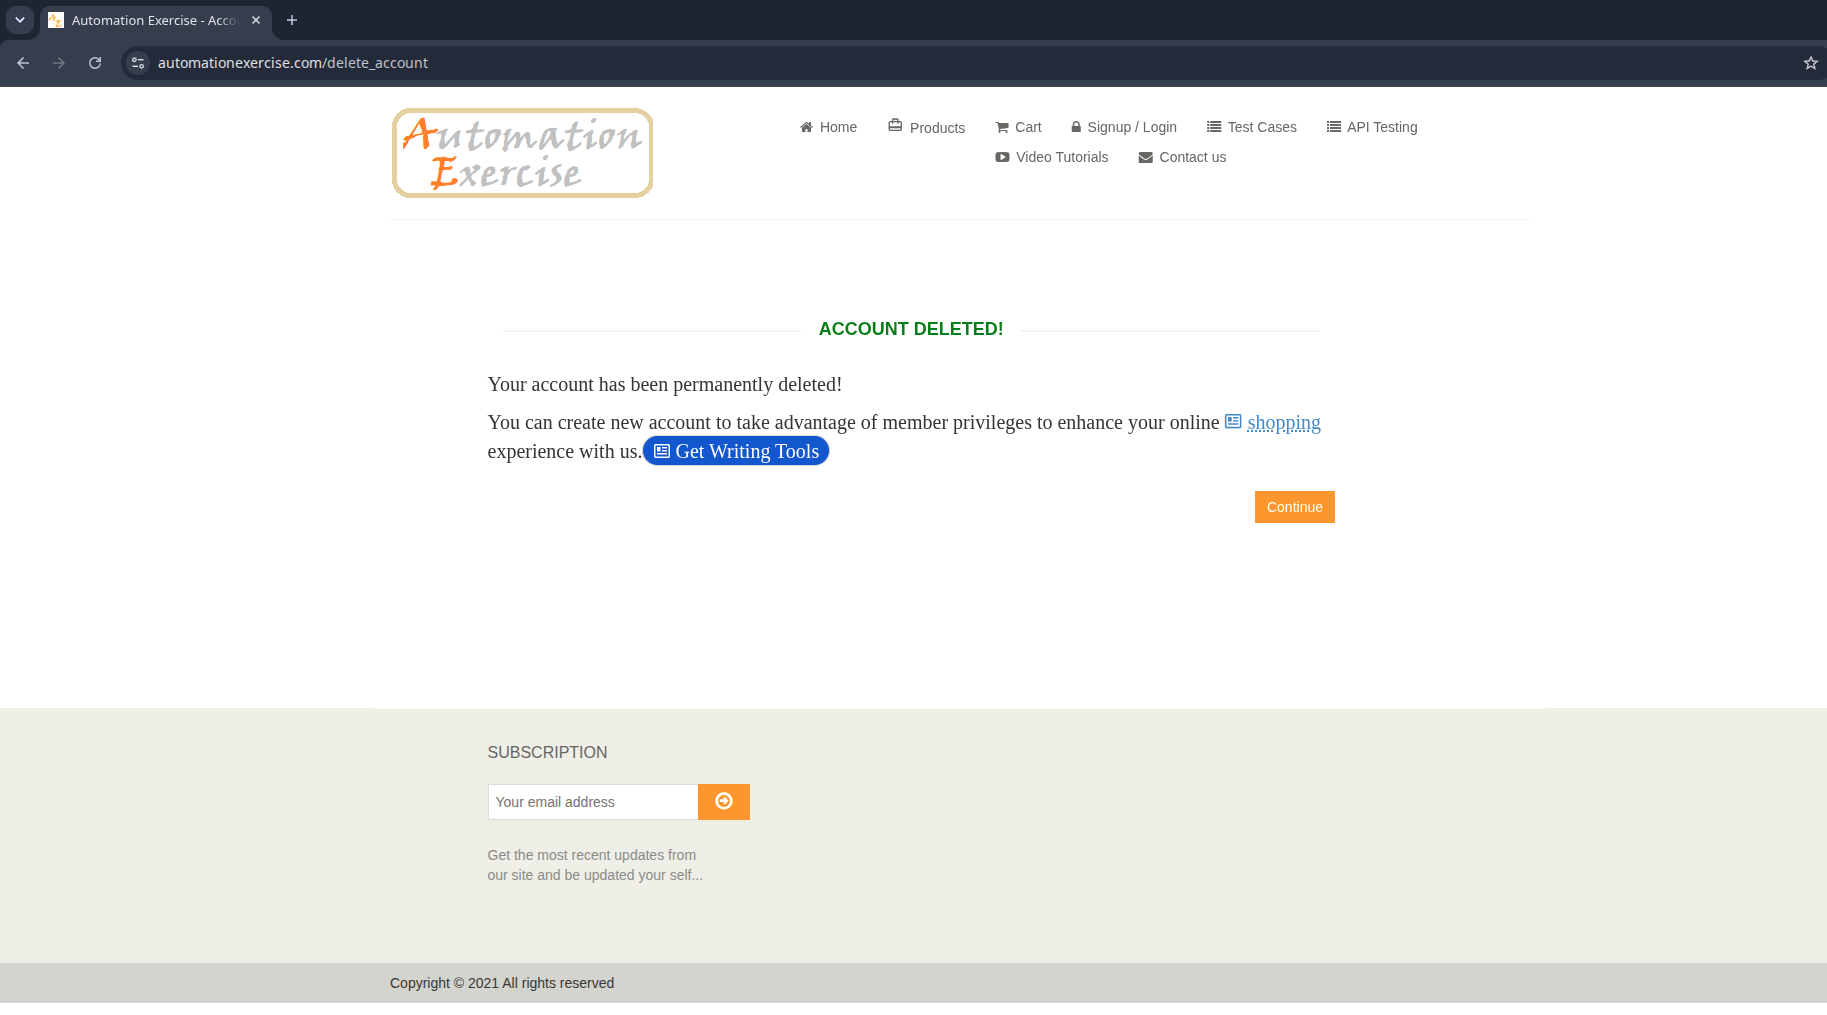 Automation Exercise - Acco
automationexercise.com/delete_account
Automation
Exercise
Home
Products
Cart
Signup / Login
Test Cases
API Testing
Video Tutorials
Contact us
ACCOUNT DELETED!
Your account has been permanently deleted!
You can create new account to take advantage of member privileges to enhance your online shopping
experience with us. Get Writing Tools
Continue
SUBSCRIPTION
Your email address
Get the most recent updates from
our site and be updated your self...
Copyright © 2021 All rights reserved